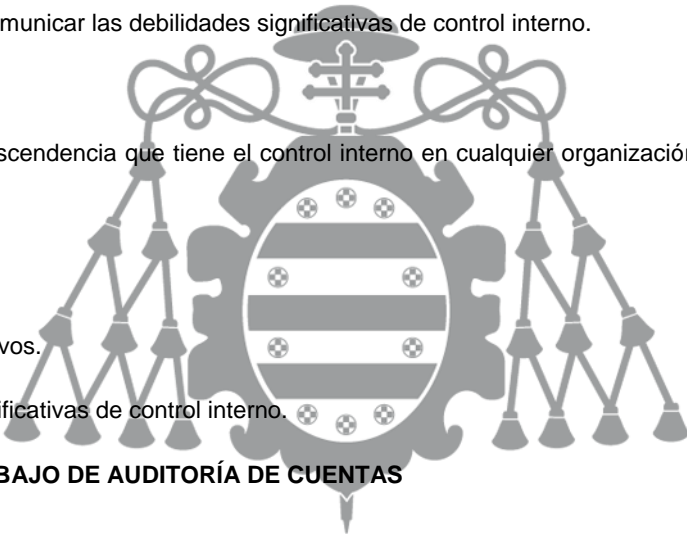 municar las debilidades significativas de control interno.
scendencia que tiene el control interno en cualquier organización
vos.
ificativas de control interno.
BAJO DE AUDITORÍA DE CUENTAS